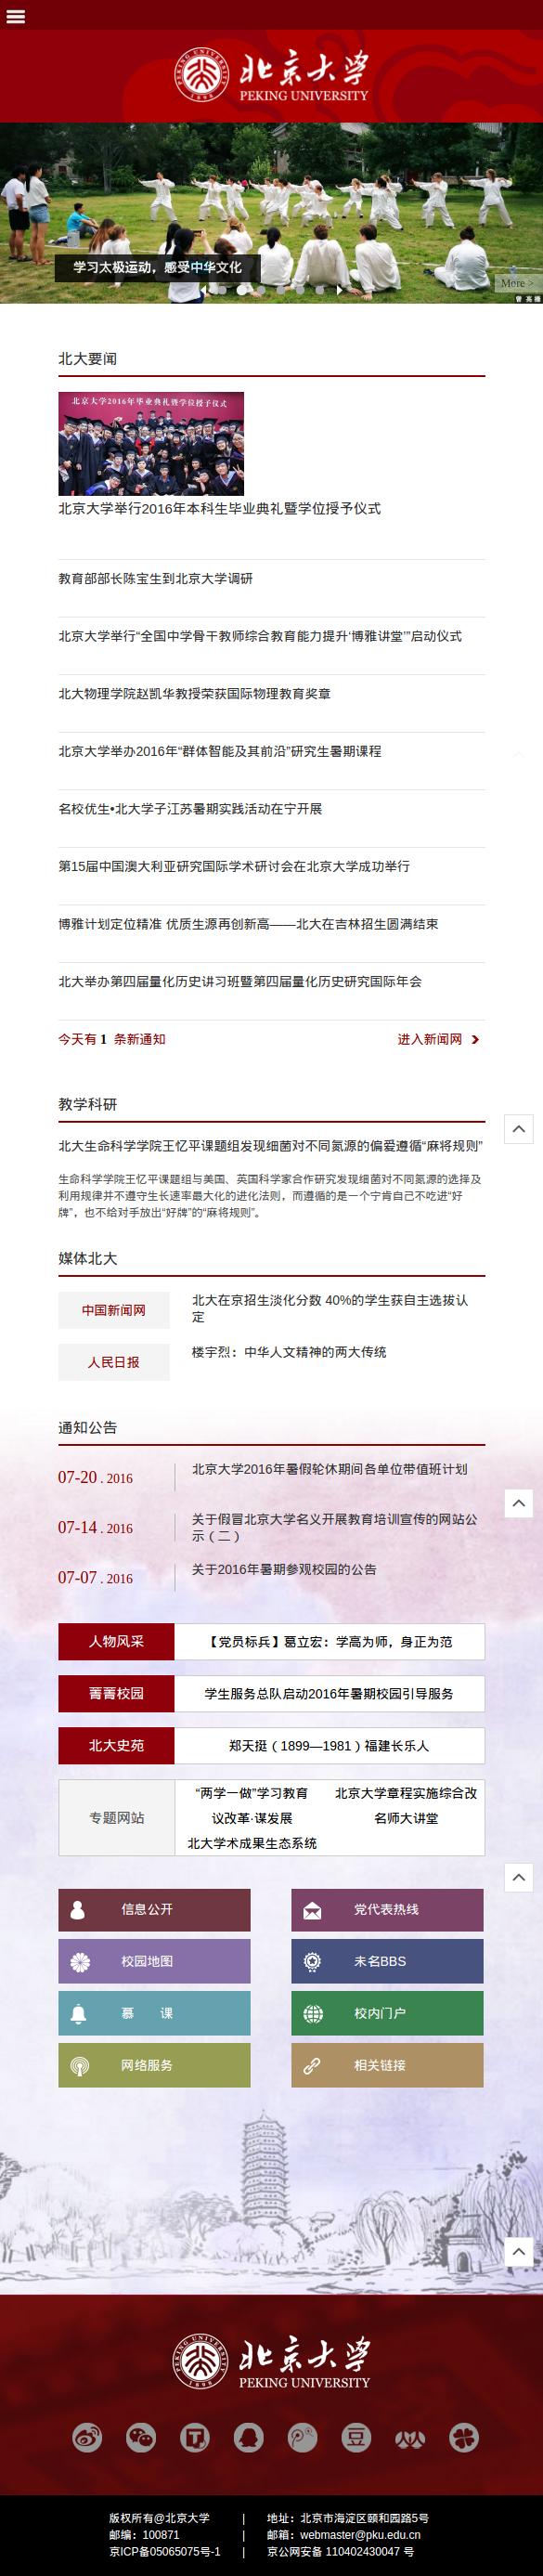 北京大学
PEKING UNIVERSITY
学习太极运动，感受中华文化
More >
北大要闻
北京大学2016年毕业典礼暨学位授予仪式
北京大学举行2016年本科生毕业典礼暨学位授予仪式
教育部部长陈宝生到北京大学调研
北京大学举行“全国中学骨干教师综合教育能力提升‘博雅讲堂’”启动仪式
北大物理学院赵凯华教授荣获国际物理教育奖章
北京大学举办2016年“群体智能及其前沿”研究生暑期课程
名校优生•北大学子江苏暑期实践活动在宁开展
第15届中国澳大利亚研究国际学术研讨会在北京大学成功举行
博雅计划定位精准 优质生源再创新高——北大在吉林招生圆满结束
北大举办第四届量化历史讲习班暨第四届量化历史研究国际年会
今天有 1 条新通知 进入新闻网
教学科研
北大生命科学学院王忆平课题组发现细菌对不同氮源的偏爱遵循“麻将规则”
生命科学学院王忆平课题组与美国、英国科学家合作研究发现细菌对不同氮源的选择及
利用规律并不遵守生长速率最大化的进化法则，而遵循的是一个宁肯自己不吃进“好
牌”，也不给对手放出“好牌”的“麻将规则”。
媒体北大
中国新闻网 北大在京招生淡化分数 40%的学生获自主选拔认
定
人民日报 楼宇烈：中华人文精神的两大传统
通知公告
07-20 . 2016 北京大学2016年暑假轮休期间各单位带值班计划
07-14 . 2016 关于假冒北京大学名义开展教育培训宣传的网站公
示（二）
07-07 . 2016 关于2016年暑期参观校园的公告
人物风采 【党员标兵】葛立宏：学高为师，身正为范
菁菁校园 学生服务总队启动2016年暑期校园引导服务
北大史苑 郑天挺（1899—1981）福建长乐人
专题网站 “两学一做”学习教育 北京大学章程实施综合改
议改革·谋发展 名师大讲堂
北大学术成果生态系统
信息公开 党代表热线
校园地图 未名BBS
慕 课 校内门户
网络服务 相关链接
北京大学
PEKING UNIVERSITY
版权所有@北京大学 | 地址：北京市海淀区颐和园路5号
邮编：100871 | 邮箱：webmaster@pku.edu.cn
京ICP备05065075号-1 | 京公网安备 110402430047 号